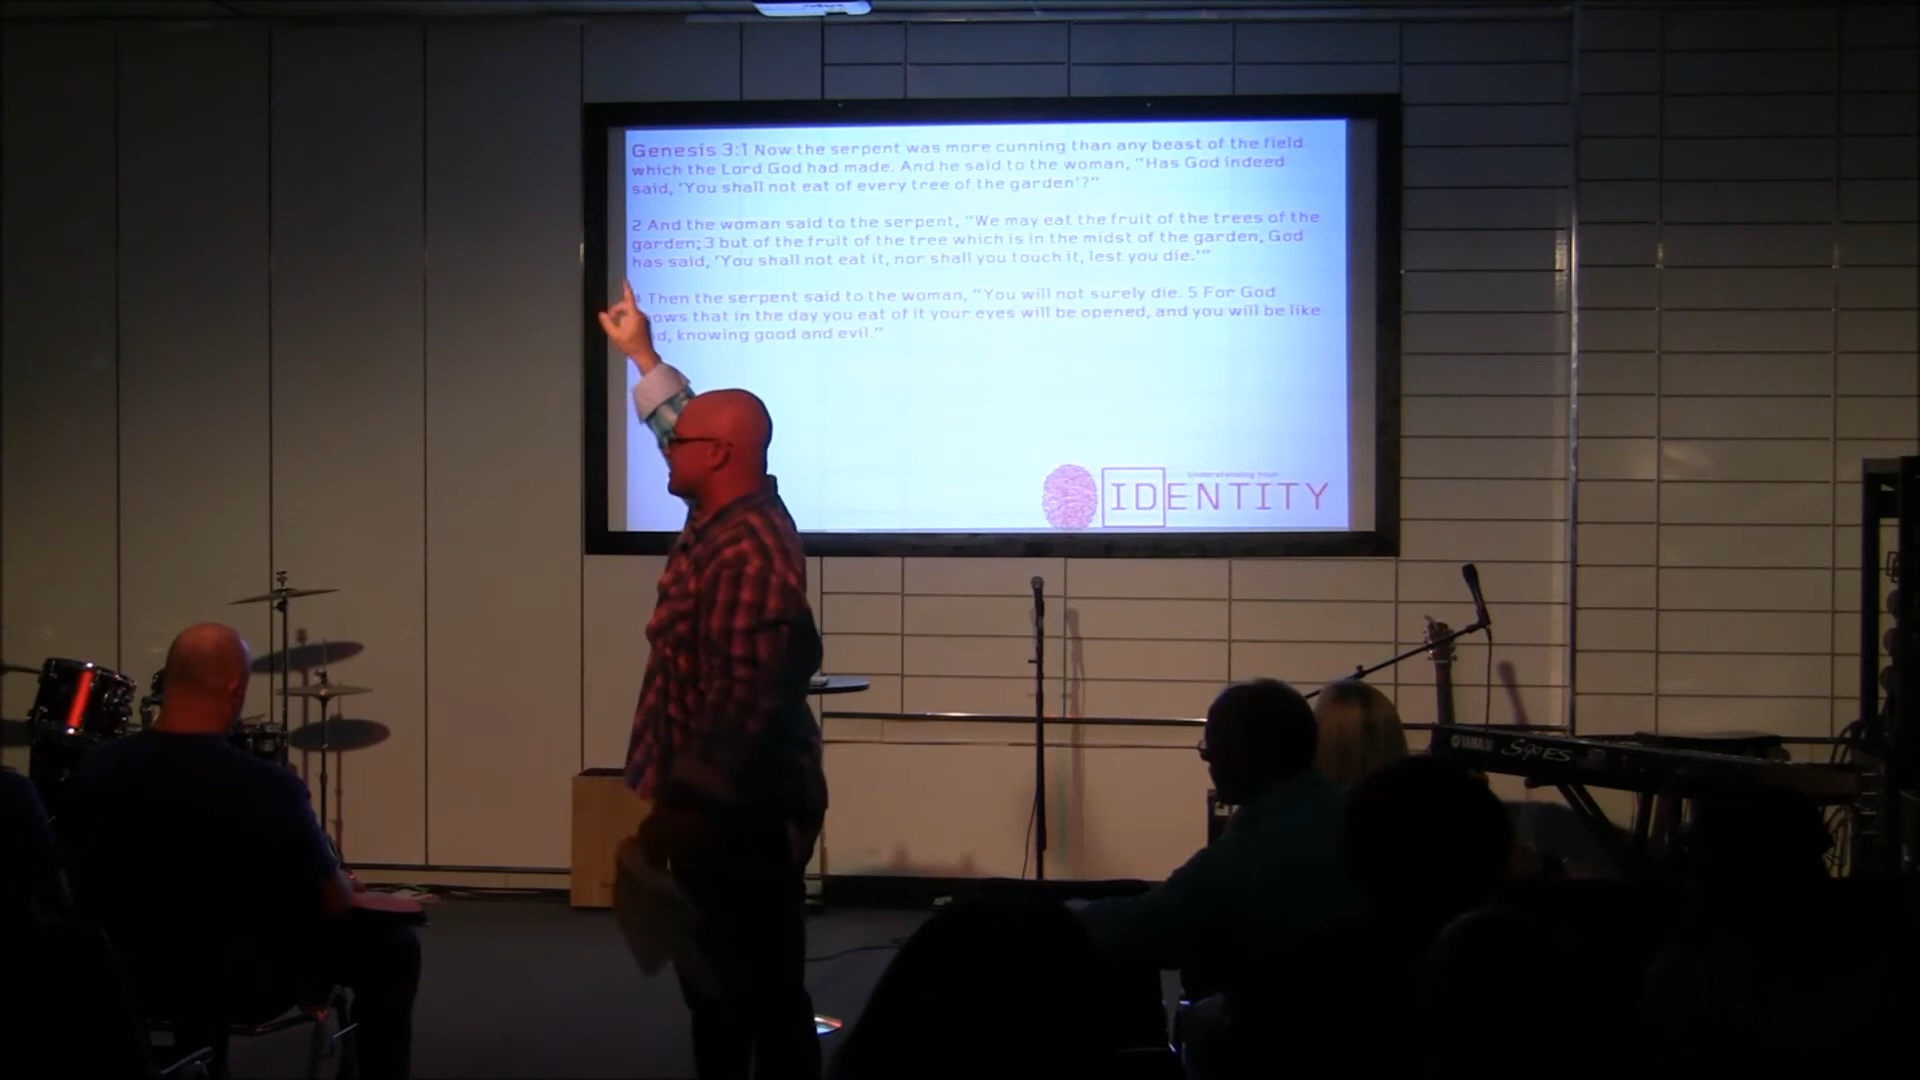 Genesis 3:1 Now the serpent was more cunning than any beast of the field
which the Lord God had made. And he said to the woman, "Has God indeed
said, 'You shall not eat of every tree of the garden'?"
2 And the woman said to the serpent, "We may eat the fruit of the trees of the
garden; 3 but of the fruit of the tree which is in the midst of the garden, God
has said, 'You shall not eat it, nor shall you touch it, lest you die.'"
Then the serpent said to the woman, "You will not surely die. 5 For God
that in the day you eat of it your eyes will be opened, and you will be like
knowing good and evil."
Understanding Your
IDENTITY
YAMAHA S90 ES